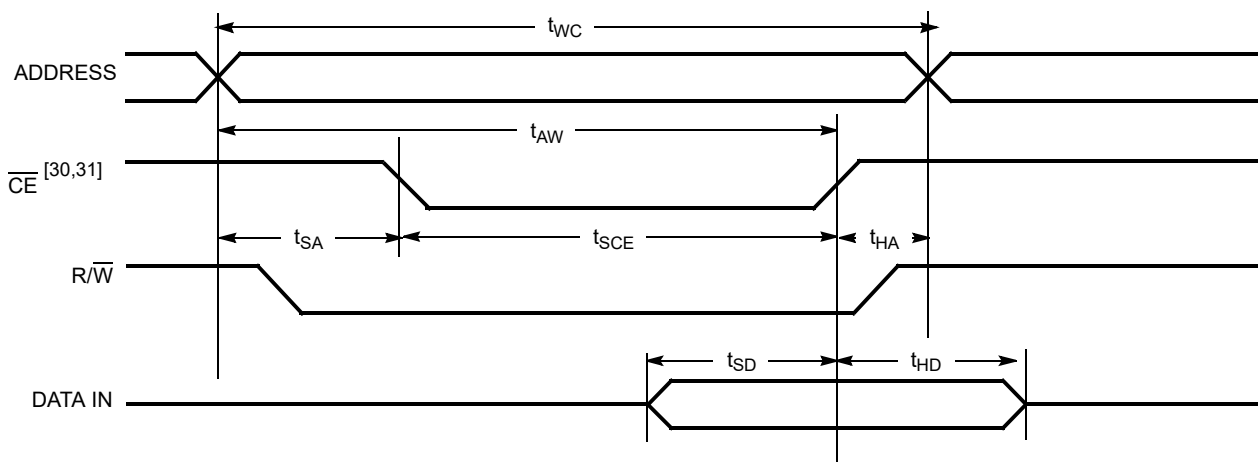 tWC
ADDRESS
tAW
CE [30,31]
tSA
tSCE
tHA
R/W
tSD
tHD
DATA IN